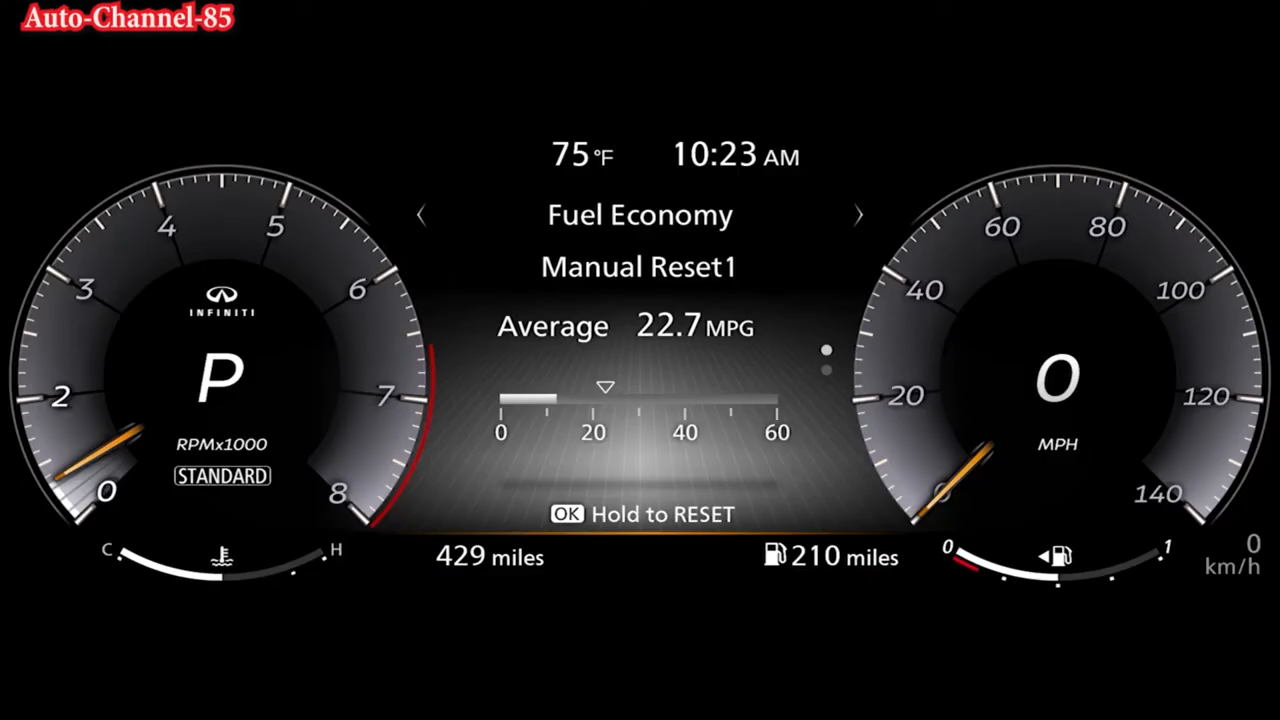 Auto-Channel-85
75 °F 10:23 AM
Fuel Economy
Manual Reset1
Average 22.7 MPG
0 20 40 60
OK Hold to RESET
429 miles
210 miles
0 2 3 4 5 6 7 8
INFINITI
P
RPMx1000
STANDARD
C H
0 20 40 60 80 100 120 140
0
MPH
0 1
0
km/h